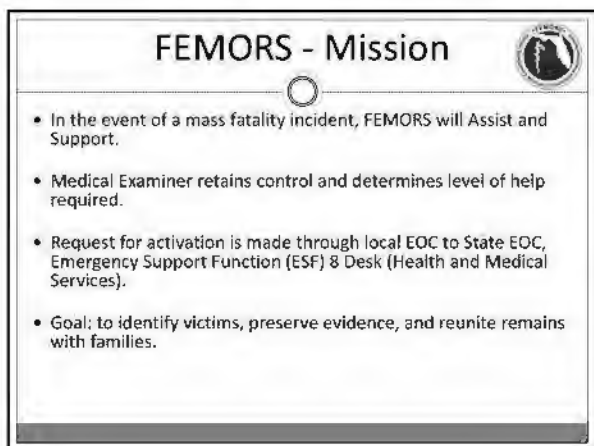 FEMORS - Mission
• In the event of a mass fatality incident, FEMORS will Assist and
Support.
• Medical Examiner retains control and determines level of help
required.
• Request for activation is made through local EOC to State EOC,
Emergency Support Function (ESF) 8 Desk (Health and Medical
Services).
• Goal: to identify victims, preserve evidence, and reunite remains
with families.